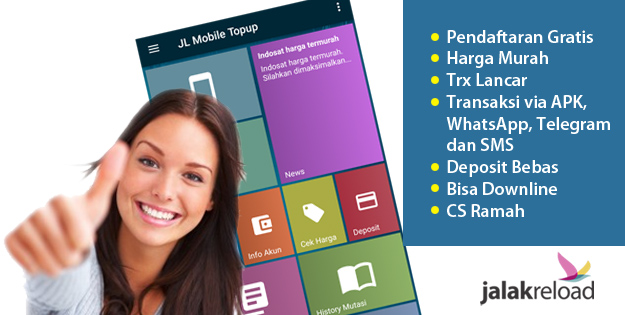 JL Mobile Topup
Indosat harga termurah
Indosat harga termurah.
Silahkan dimaksimalkan...
News
Info Akun
Cek Harga
Deposit
History Mutasi
Pendaftaran Gratis
Harga Murah
Trx Lancar
Transaksi via APK,
WhatsApp, Telegram
dan SMS
Deposit Bebas
Bisa Downline
CS Ramah
jalakreload